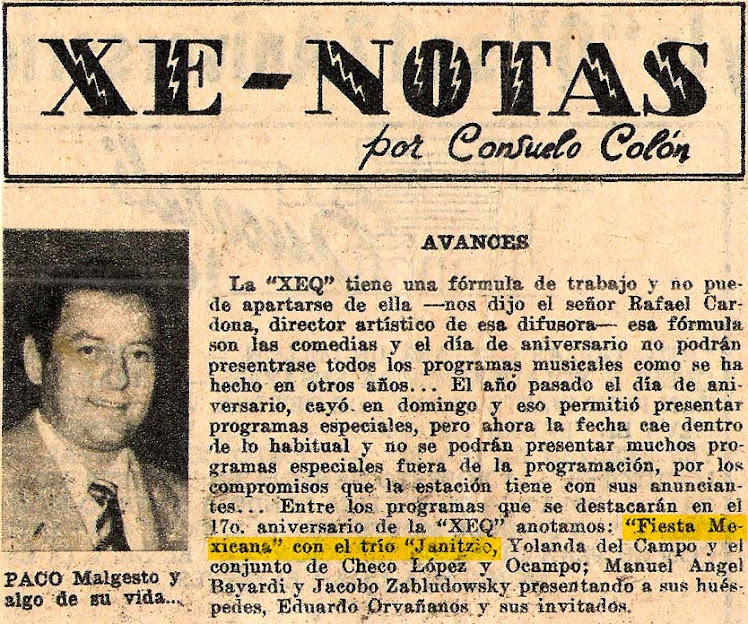 XE-NOTAS
por Consuelo Colón
AVANCES
La "XEQ" tiene una fórmula de trabajo y no pue-
de apartarse de ella —nos dijo el señor Rafael Car-
dona, director artístico de esa difusora— esa fórmula
son las comedias y el día de aniversario no podrán
presentrase todos los programas musicales como se ha
hecho en otros años... El año pasado el día de ani-
versario, cayó en domingo y eso permitió presentar
programas especiales, pero ahora la fecha cae dentro
de lo habitual y no se podrán presentar muchos pro-
gramas especiales fuera de la programación, por los
compromisos que la estación tiene con sus anuncian-
tes... Entre los programas que se destacarán en el
17o. aniversario de la "XEQ" anotamos: "Fiesta Me-
xicana" con el trío "Janitzio, Yolanda del Campo y el
conjunto de Checo López y Ocampo; Manuel Angel
Bayardi y Jacobo Zabludowsky presentando a sus hués-
pedes, Eduardo Orvañanos y sus invitados.
PACO Malgesto y
algo de su vida...